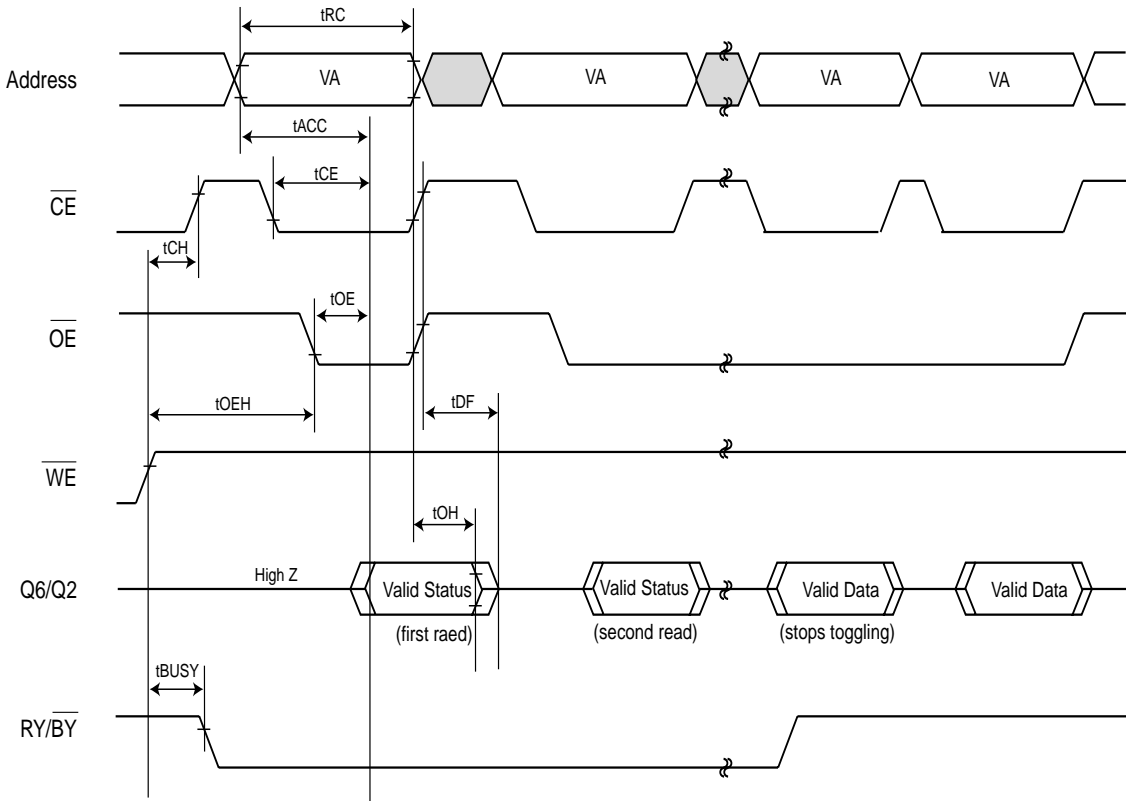 tRC
Address
VA
VA
VA
VA
tACC
tCE
CE
tCH
tOE
OE
tOEH
tDF
WE
tOH
High Z
Q6/Q2
Valid Status
Valid Status
Valid Data
Valid Data
(first raed)
(second read)
(stops toggling)
tBUSY
RY/BY